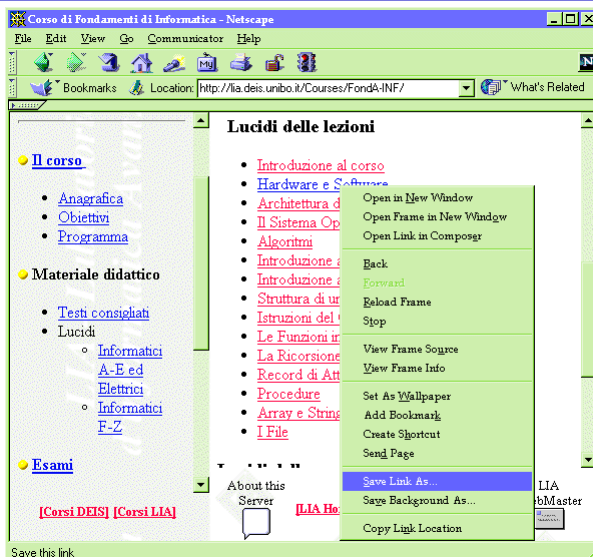 Corso di Fondamenti di Informatica - Netscape
File Edit View Go Communicator Help
My
Bookmarks Location: http://lia.deis.unibo.it/Courses/FondA-INF/ What's Related
N
Il corso
Anagrafica
Obiettivi
Programma
Materiale didattico
Testi consigliati
Lucidi
Informatici
A-E ed
Elettrici
Informatici
F-Z
Esami
[Corsi DEIS] [Corsi LIA]
Lucidi delle lezioni
Introduzione al corso
Hardware e Software
Architettura d
Il Sistema Op
Algoritmi
Introduzione a
Introduzione a
Struttura di un
Istruzioni del
Le Funzioni in
La Ricorsione
Record di Att
Procedure
Array e String
I File
About this
Server
[LIA Ho
LIA
ebMaster
Open in New Window
Open Frame in New Window
Open Link in Composer
Back
Forward
Reload Frame
Stop
View Frame Source
View Frame Info
Set As Wallpaper
Add Bookmark
Create Shortcut
Send Page
Save Link As...
Save Background As...
Copy Link Location
Save this link